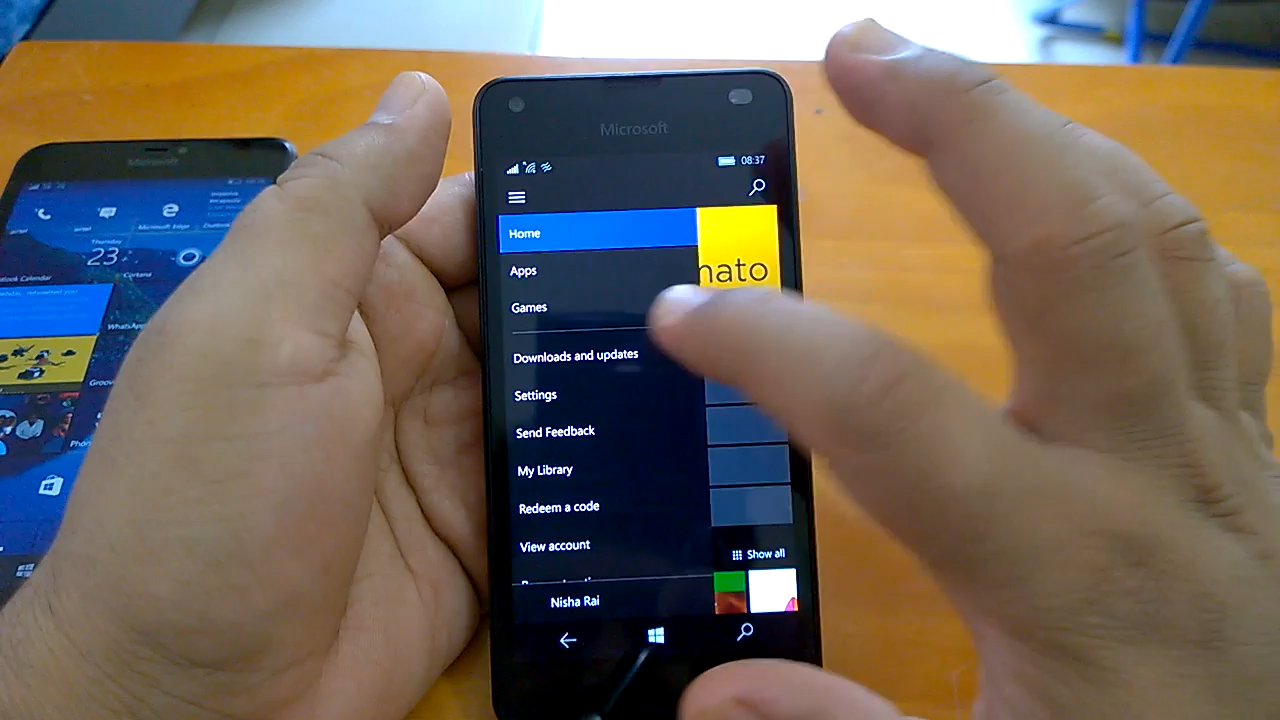 Microsoft
08:37
Home
nato
Apps
Games
Downloads and updates
Settings
Send Feedback
My Library
Redeem a code
View account
Show all
Nisha Rai
Microsoft
Microsoft Edge
Thursday
23
Cortana
WhatsApp